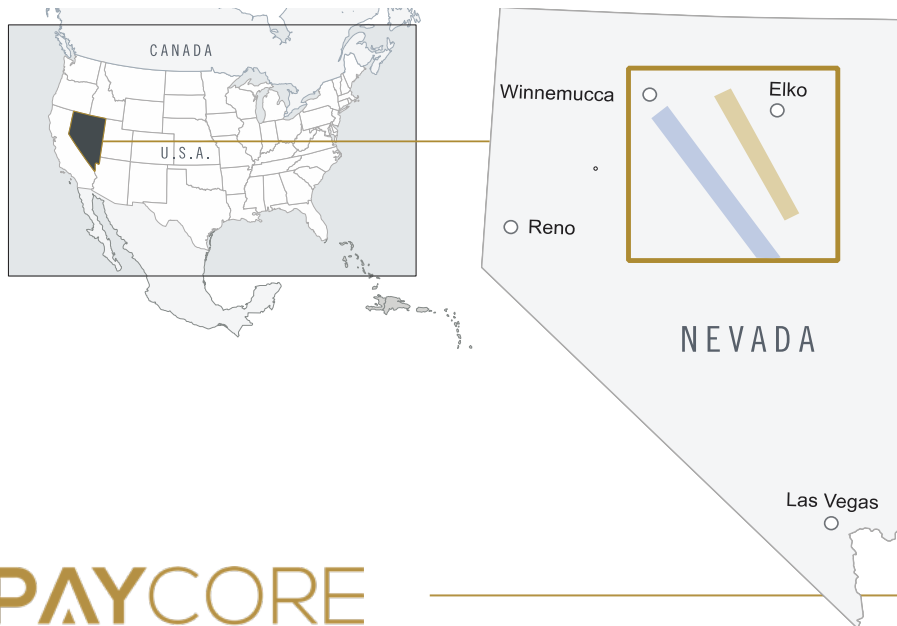 CANADA
U.S.A.
Winnemucca
Elko
Reno
NEVADA
Las Vegas
PAYCORE